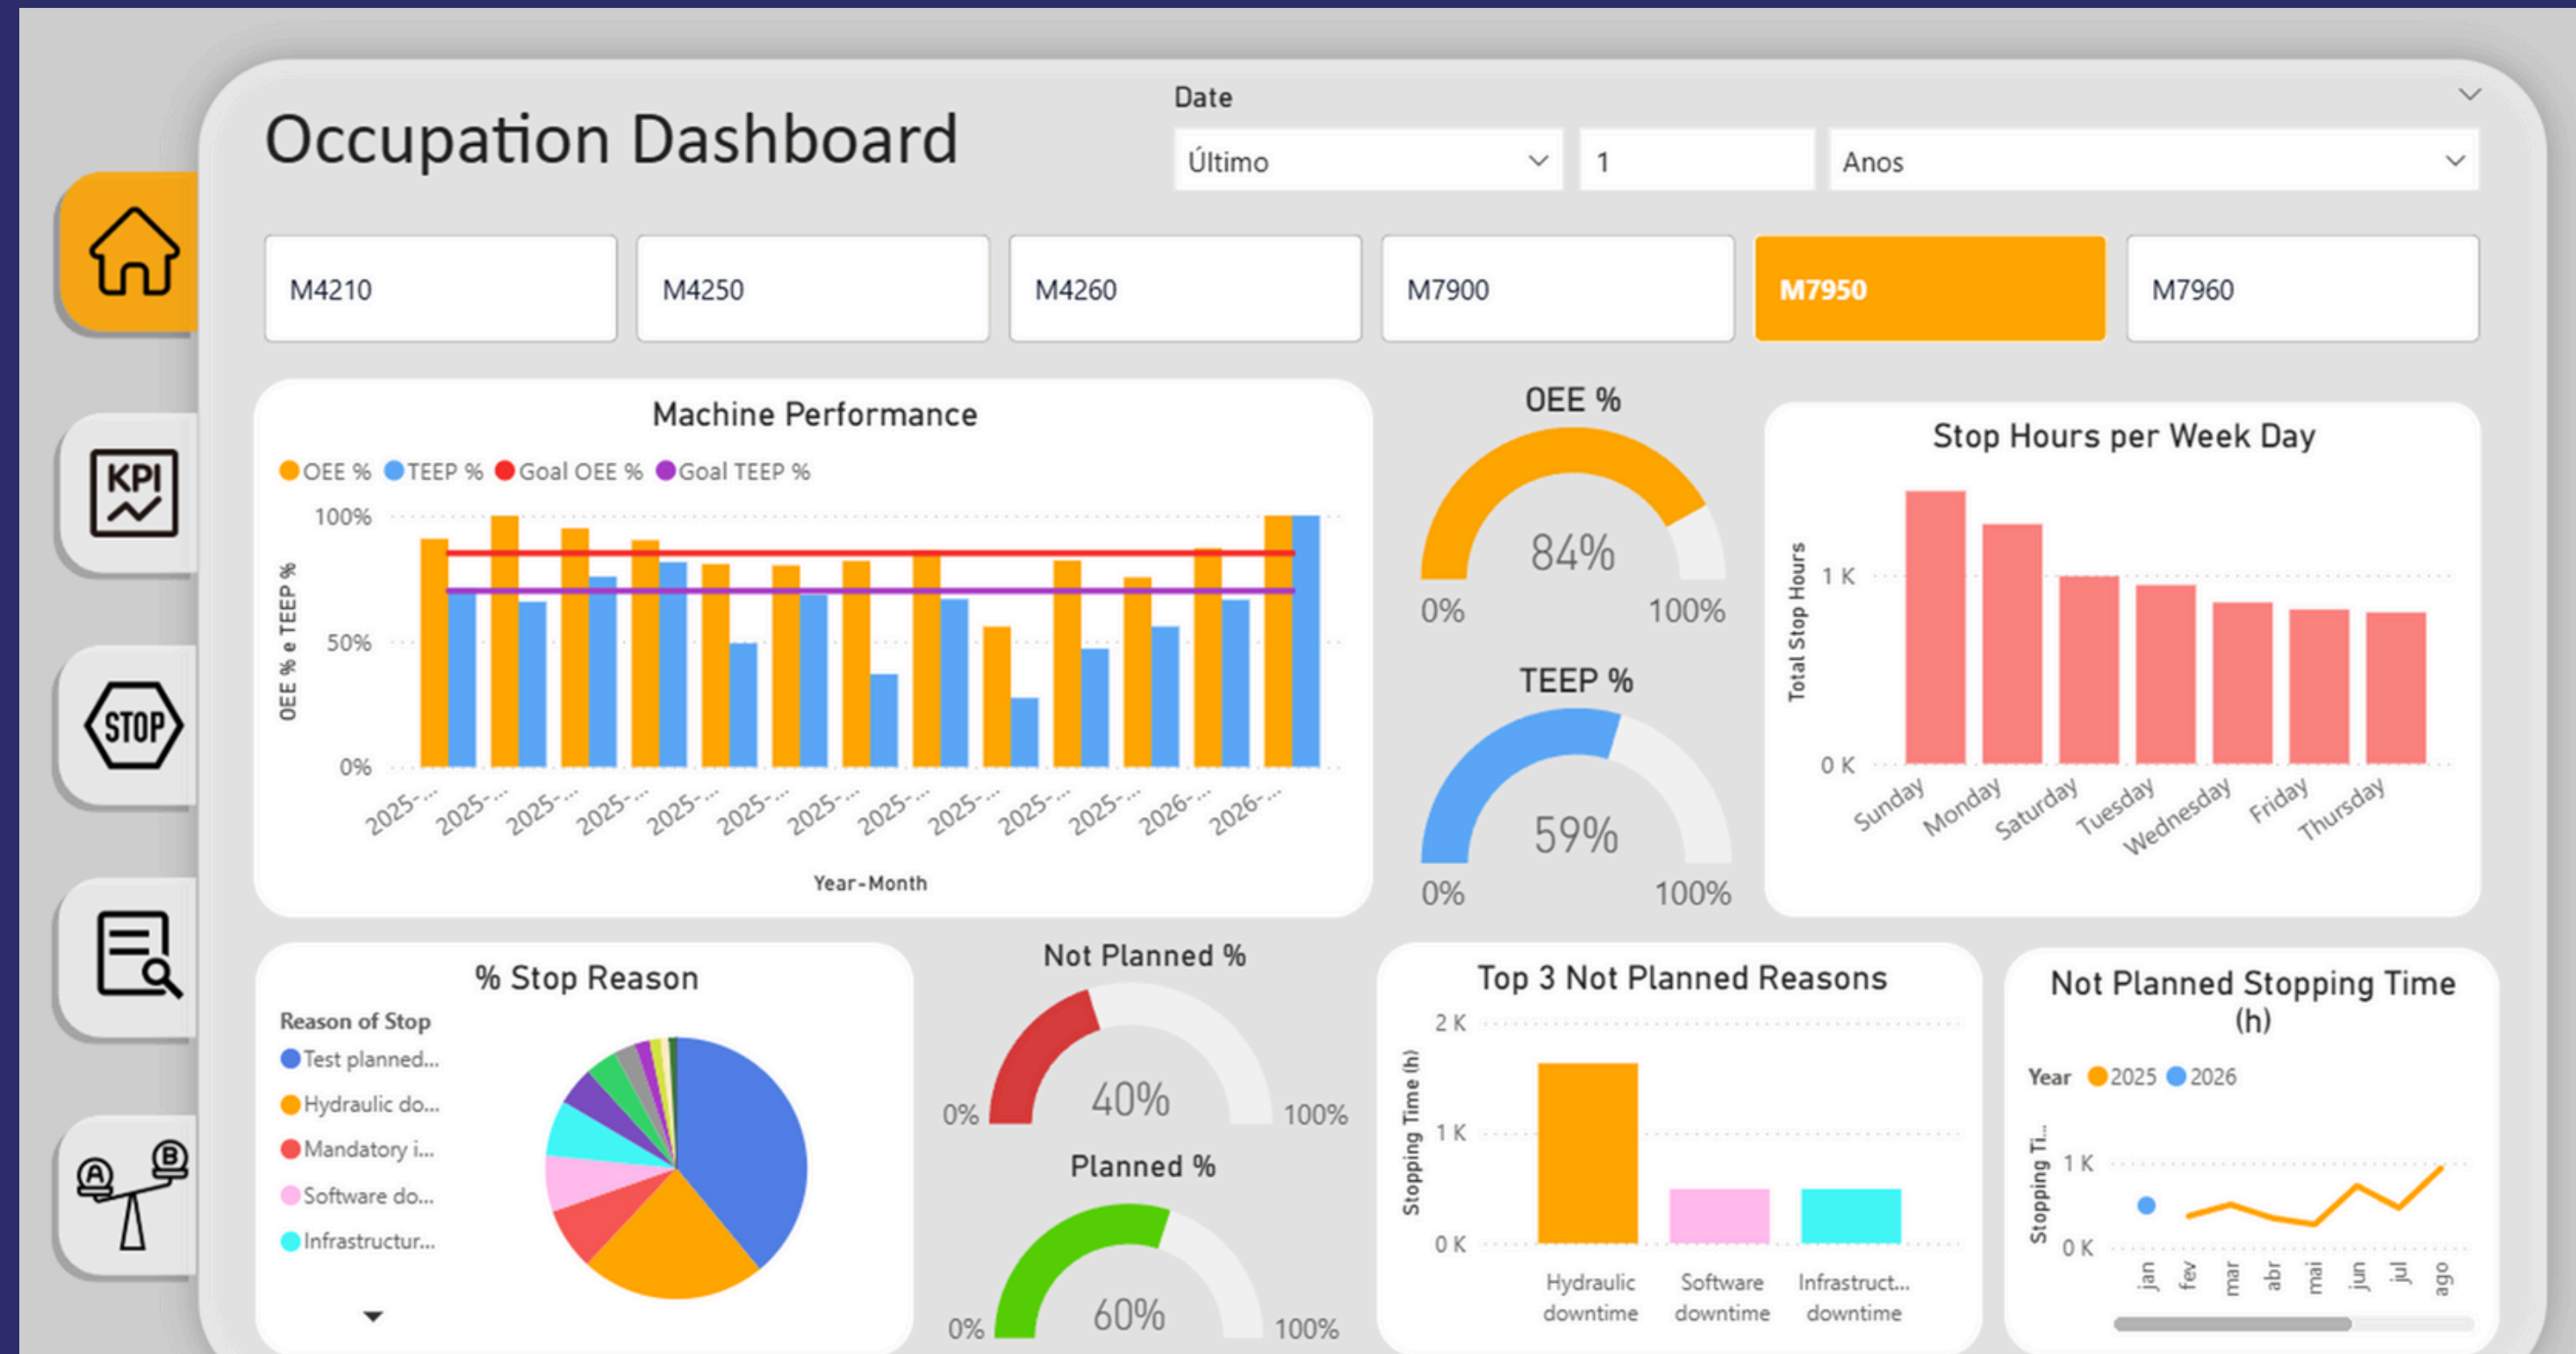 Occupation Dashboard
Date
Último
1
Anos
M4210
M4250
M4260
M7900
M7950
M7960
KPI
STOP
A
B
Machine Performance
OEE %
TEEP %
Goal OEE %
Goal TEEP %
OEE % e TEEP %
100%
50%
0%
2025-...
2025-...
2025-...
2025-...
2025-...
2025-...
2025-...
2025-...
2025-...
2025-...
2025-...
2026-...
2026-...
Year-Month
OEE %
84%
0%
100%
TEEP %
59%
0%
100%
Stop Hours per Week Day
Total Stop Hours
1 K
0 K
Sunday
Monday
Saturday
Tuesday
Wednesday
Friday
Thursday
% Stop Reason
Reason of Stop
Test planned...
Hydraulic do...
Mandatory i...
Software do...
Infrastructur...
Not Planned %
40%
0%
100%
Planned %
60%
0%
100%
Top 3 Not Planned Reasons
Stopping Time (h)
2 K
1 K
0 K
Hydraulic
downtime
Software
downtime
Infrastruct...
downtime
Not Planned Stopping Time
(h)
Year
2025
2026
Stopping Ti...
1 K
0 K
jan
fev
mar
abr
mai
jun
jul
ago